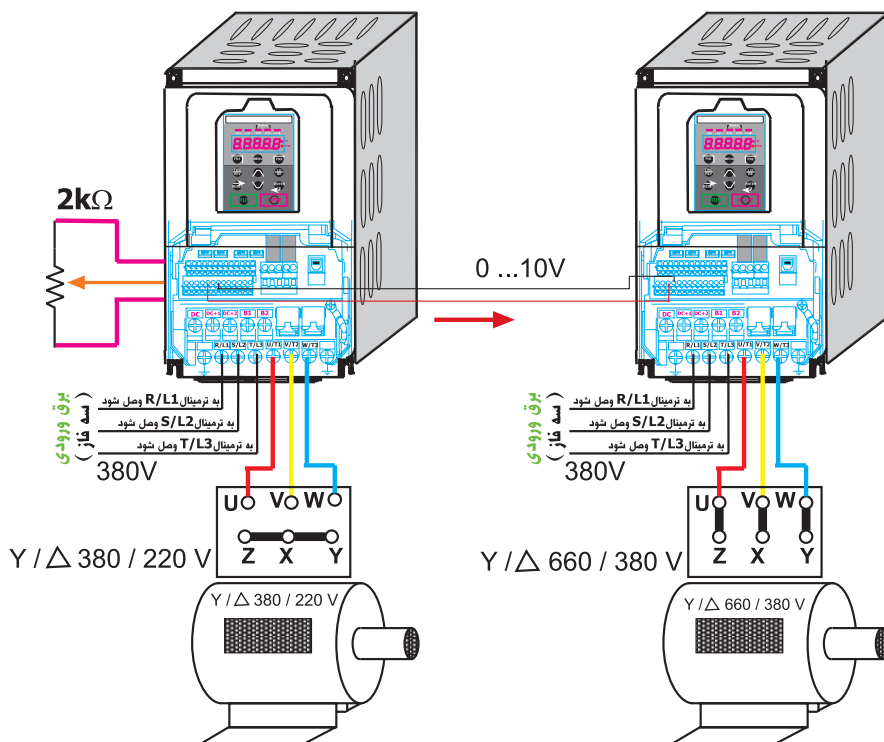 2kΩ
0 ...10V
DC DC+1 DC+2 B1 B2
R/L1 S/L2 T/L3 U/T1 V/T2 W/T3
DC DC+1 DC+2 B1 B2
R/L1 S/L2 T/L3 U/T1 V/T2 W/T3
برق ورودی
( سه فاز )
به ترمینال R/L1 وصل شود
به ترمینال S/L2 وصل شود
به ترمینال T/L3 وصل شود
380V
برق ورودی
( سه فاز )
به ترمینال R/L1 وصل شود
به ترمینال S/L2 وصل شود
به ترمینال T/L3 وصل شود
380V
U V W
Z X Y
Y / △ 380 / 220 V
Y / △ 380 / 220 V
U V W
Z X Y
Y / △ 660 / 380 V
Y / △ 660 / 380 V